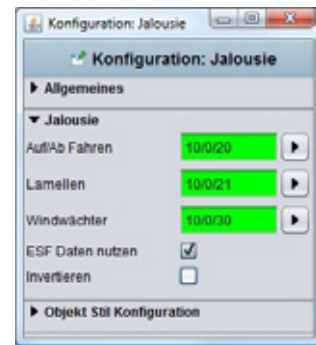 Konfiguration: Jalousie
Konfiguration: Jalousie
Allgemeines
Jalousie
Auf/Ab Fahren 10/0/20
Lamellen 10/0/21
Windwächter 10/0/30
ESF Daten nutzen
Invertieren
Objekt Stil Konfiguration